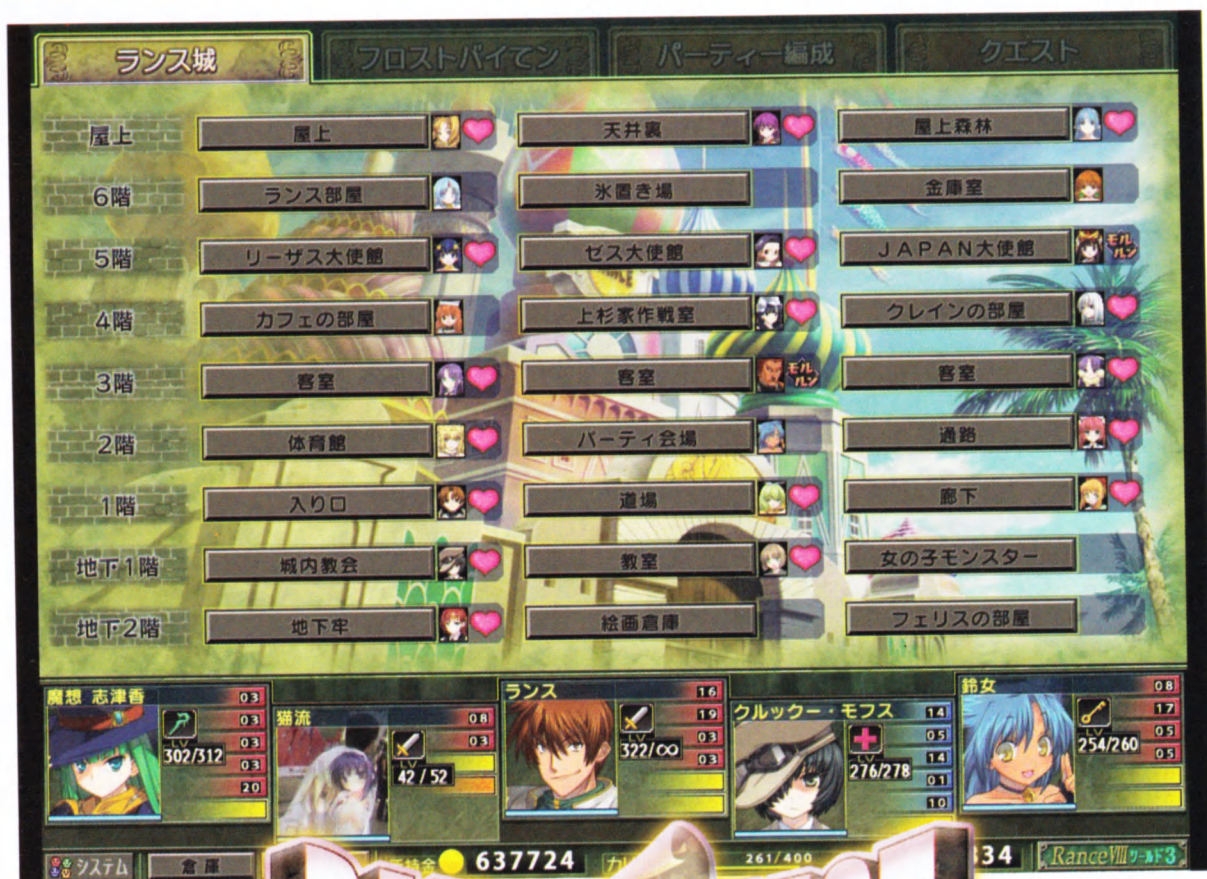 ランス城 フロストバイてン パーティー編成 クエスト
屋上 屋上 天井裏 屋上森林
6階 ランス部屋 氷置き場 金庫室
5階 リーザス大使館 ゼス大使館 JAPAN大使館 モルルン
4階 カフェの部屋 上杉家作戦室 クレインの部屋
3階 客室 客室 モルルン 客室
2階 体育館 パーティ会場 通路
1階 入り口 道場 廊下
地下1階 城内教会 教室 女の子モンスター
地下2階 地下牢 絵画倉庫 フェリスの部屋
魔想 志津香 03
03
LV 03
302/312 03
20
猫流 08
03
LV
42 / 52
ランス 16
19
LV 03
322/∞ 03
クルックー・モフス 14
05
LV 14
276/278 01
10
鈴女 08
17
LV 05
254/260 05
システム 倉庫 637724 261/400 334 RanceⅧ ワールド3